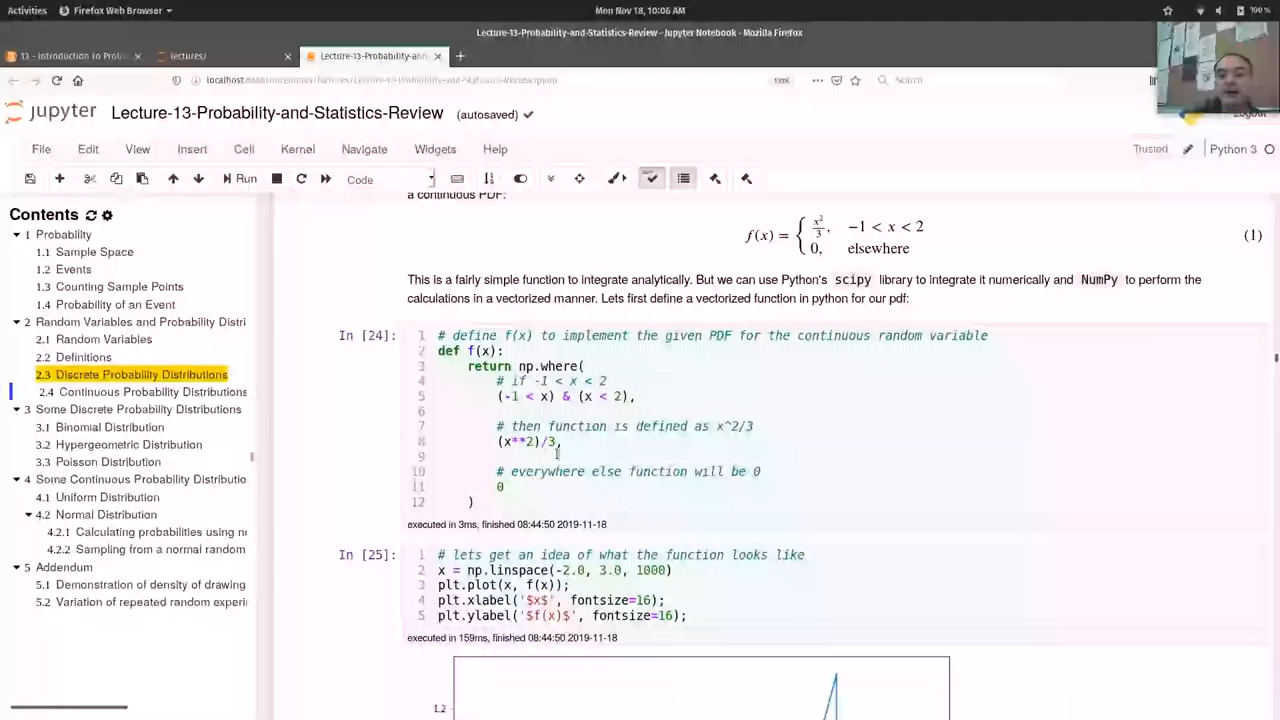 Activities
Firefox Web Browser
Mon Nov 18, 10:06 AM
100 %
Lecture-13-Probability-and-Statistics-Review - Jupyter Notebook - Mozilla Firefox
13 - Introduction to Prob
lectures/
Lecture-13-Probability-an
Search
jupyter
Lecture-13-Probability-and-Statistics-Review (autosaved)
Logout
File Edit View Insert Cell Kernel Navigate Widgets Help
Trusted
Python 3
Run
Code
Contents
1 Probability
1.1 Sample Space
1.2 Events
1.3 Counting Sample Points
1.4 Probability of an Event
2 Random Variables and Probability Distri
2.1 Random Variables
2.2 Definitions
2.3 Discrete Probability Distributions
2.4 Continuous Probability Distributions
3 Some Discrete Probability Distributions
3.1 Binomial Distribution
3.2 Hypergeometric Distribution
3.3 Poisson Distribution
4 Some Continuous Probability Distributio
4.1 Uniform Distribution
4.2 Normal Distribution
4.2.1 Calculating probabilities using no
4.2.2 Sampling from a normal random
5 Addendum
5.1 Demonstration of density of drawing
5.2 Variation of repeated random experi
a continuous PDF:
f(x) = { x²/3, −1 < x < 2
0, elsewhere
(1)
This is a fairly simple function to integrate analytically. But we can use Python's scipy library to integrate it numerically and NumPy to perform the
calculations in a vectorized manner. Lets first define a vectorized function in python for our pdf:
In [24]:
1 # define f(x) to implement the given PDF for the continuous random variable
2 def f(x):
3 return np.where(
4 # if -1 < x < 2
5 (-1 < x) & (x < 2),
6
7 # then function is defined as x^2/3
8 (x**2)/3,
9
10 # everywhere else function will be 0
11 0
12 )
executed in 3ms, finished 08:44:50 2019-11-18
In [25]:
1 # lets get an idea of what the function looks like
2 x = np.linspace(-2.0, 3.0, 1000)
3 plt.plot(x, f(x));
4 plt.xlabel('$x$', fontsize=16);
5 plt.ylabel('$f(x)$', fontsize=16);
executed in 159ms, finished 08:44:50 2019-11-18
1.2